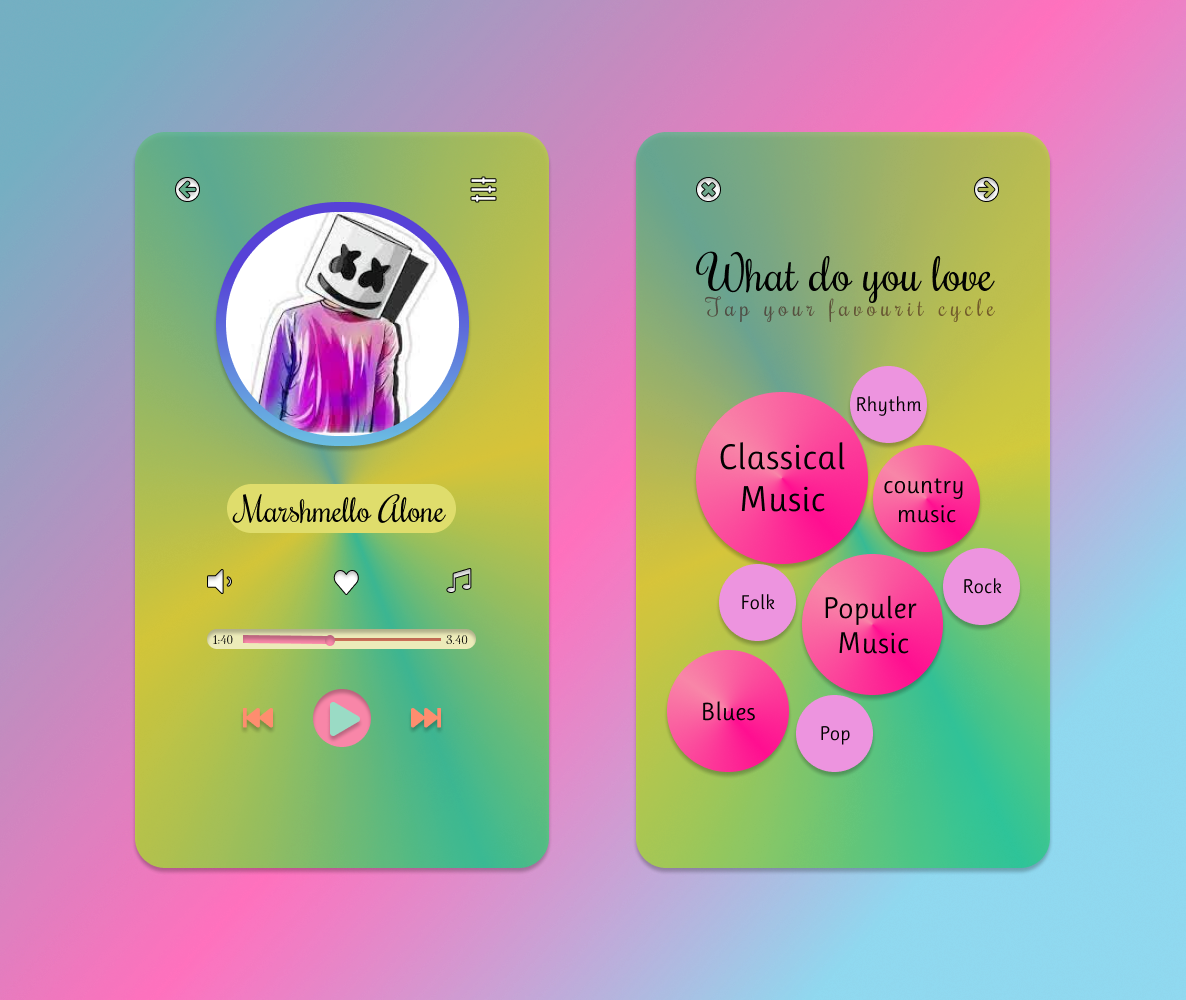 Marshmello Alone
1:40
3.40
What do you love
Tap your favourit cycle
Rhythm
Classical
Music
country
music
Folk
Populer
Music
Rock
Blues
Pop